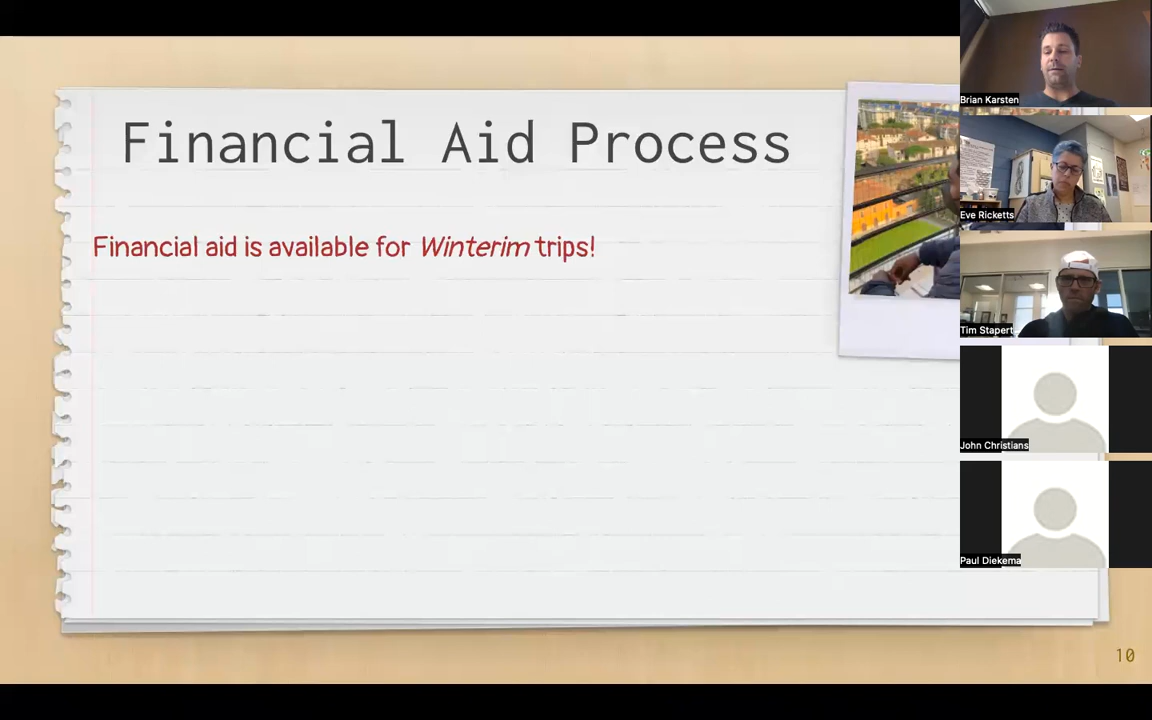 Financial Aid Process
Financial aid is available for Winterim trips!
Brian Karsten
Eve Ricketts
Tim Stapert
John Christians
Paul Diekema
10